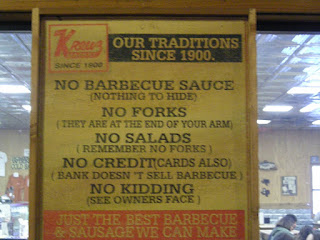 Kreuz
SINCE 1900
OUR TRADITIONS
SINCE 1900.
NO BARBECUE SAUCE
(NOTHING TO HIDE)
NO FORKS
( THEY ARE AT THE END OF YOUR ARM)
NO SALADS
( REMEMBER NO FORKS )
NO CREDIT(CARDS ALSO)
( BANK DOESN'T SELL BARBECUE )
NO KIDDING
(SEE OWNERS FACE )
JUST THE BEST BARBECUE
& SAUSAGE WE CAN MAKE